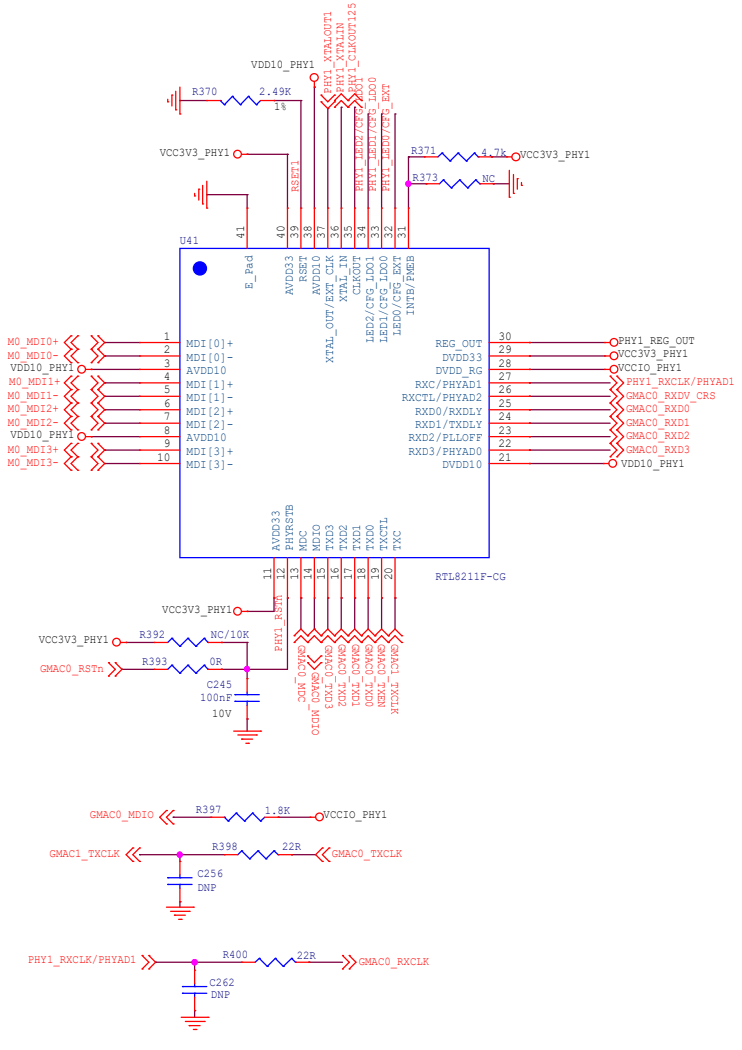 PHY1_XTALOUT1
PHY1_XTALIN
PHY1_CLKOUT125
PHY1_LED2/CFG_LDO1
PHY1_LED1/CFG_LDO0
PHY1_LED0/CFG_EXT
VDD10_PHY1
R370
2.49K
1%
VCC3V3_PHY1
RSET1
R371
4.7k
VCC3V3_PHY1
R373
NC
U41
41
40
39
38
37
36
35
34
33
32
31
E_Pad
AVDD33
RSET
AVDD10
XTAL_OUT/EXT_CLK
XTAL_IN
CLKOUT
LED2/CFG_LDO1
LED1/CFG_LDO0
LED0/CFG_EXT
INTB/PMEB
M0_MDI0+ 1 MDI[0]+
M0_MDI0- 2 MDI[0]-
VDD10_PHY1 3 AVDD10
M0_MDI1+ 4 MDI[1]+
M0_MDI1- 5 MDI[1]-
M0_MDI2+ 6 MDI[2]+
M0_MDI2- 7 MDI[2]-
VDD10_PHY1 8 AVDD10
M0_MDI3+ 9 MDI[3]+
M0_MDI3- 10 MDI[3]-
REG_OUT 30 PHY1_REG_OUT
DVDD33 29 VCC3V3_PHY1
DVDD_RG 28 VCCIO_PHY1
RXC/PHYAD1 27 PHY1_RXCLK/PHYAD1
RXCTL/PHYAD2 26 GMAC0_RXDV_CRS
RXD0/RXDLY 25 GMAC0_RXD0
RXD1/TXDLY 24 GMAC0_RXD1
RXD2/PLLOFF 23 GMAC0_RXD2
RXD3/PHYAD0 22 GMAC0_RXD3
DVDD10 21 VDD10_PHY1
AVDD33
PHYRSTB
MDC
MDIO
TXD3
TXD2
TXD1
TXD0
TXCTL
TXC
11
12
13
14
15
16
17
18
19
20
RTL8211F-CG
VCC3V3_PHY1
PHY1_RSTn
GMAC0_MDC
GMAC0_MDIO
GMAC0_TXD3
GMAC0_TXD2
GMAC0_TXD1
GMAC0_TXD0
GMAC0_TXEN
GMAC1_TXCLK
VCC3V3_PHY1
R392
NC/10K
GMAC0_RSTn
R393
0R
C245
100nF
10V
GMAC0_MDIO
R397
1.8K
VCCIO_PHY1
GMAC1_TXCLK
R398
22R
GMAC0_TXCLK
C256
DNP
PHY1_RXCLK/PHYAD1
R400
22R
GMAC0_RXCLK
C262
DNP